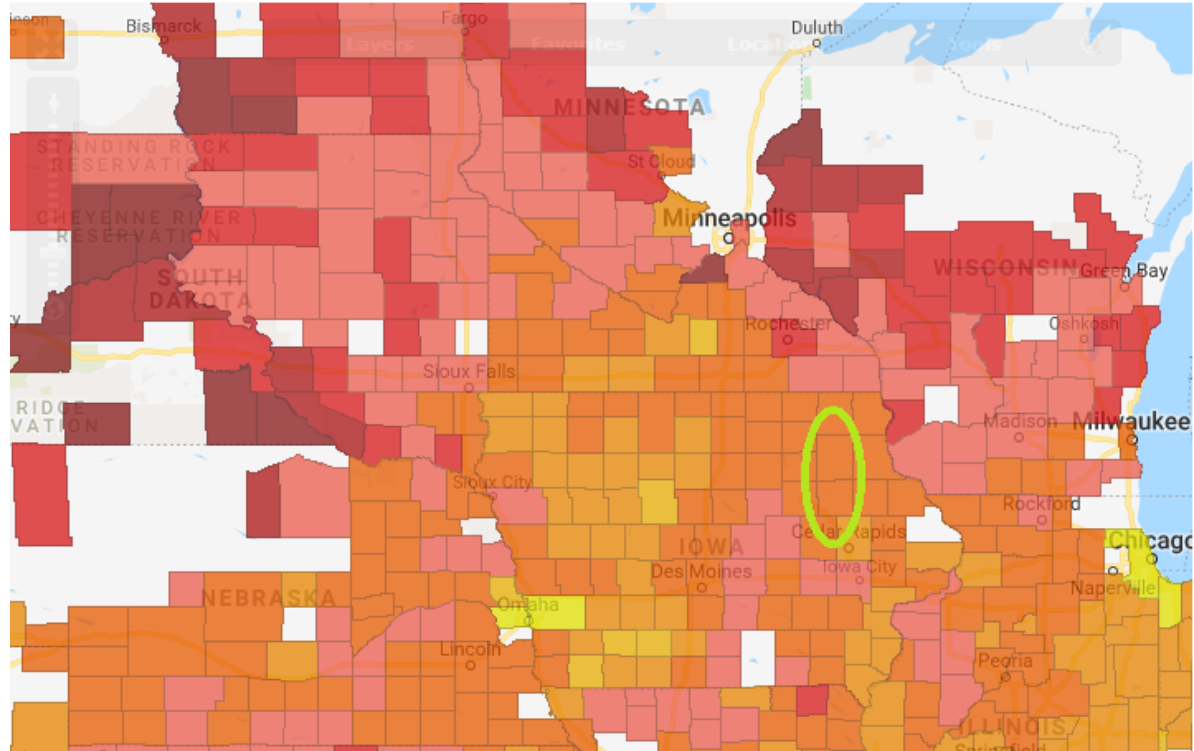 Bismarck
Fargo
Duluth
Layers
Favorites
Tools
MINNESOTA
STANDING ROCK
RESERVATION
St Cloud
CHEYENNE RIVER
RESERVATION
Minneapolis
SOUTH
DAKOTA
WISCONSIN
Green Bay
Rochester
Oshkosh
Sioux Falls
RIDGE
Madison
Milwaukee
Sioux City
Rockford
Cedar Rapids
IOWA
Chicago
Des Moines
Iowa City
Naperville
NEBRASKA
Omaha
Lincoln
Peoria
ILLINOIS
Springfield